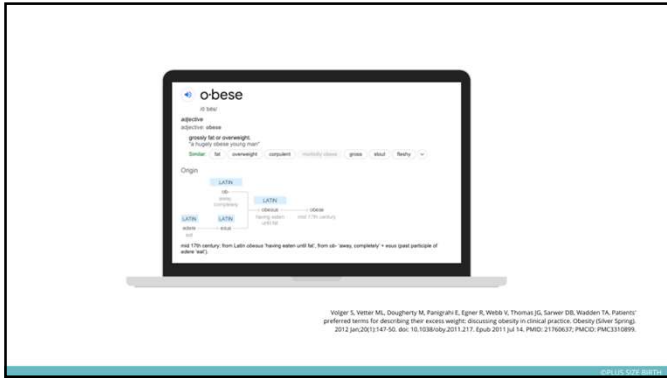 o·bese
/ōˈbēs/
adjective
adjective: obese
grossly fat or overweight.
"a hugely obese young man"
Similar: fat overweight corpulent morbidly obese gross stout fleshy
Origin
LATIN
ob-
away,
completely
LATIN
obesus
having eaten
until fat
obese
mid 17th century
LATIN
edere
eat
LATIN
esus
mid 17th century: from Latin obesus 'having eaten until fat', from ob- 'away, completely' + esus (past participle of
edere 'eat').
Volger S, Vetter ML, Dougherty M, Panigrahi E, Egner R, Webb V, Thomas JG, Sarwer DB, Wadden TA. Patients'
preferred terms for describing their excess weight: discussing obesity in clinical practice. Obesity (Silver Spring).
2012 Jan;20(1):147-50. doi: 10.1038/oby.2011.217. Epub 2011 Jul 14. PMID: 21760637; PMCID: PMC3310899.
©PLUS SIZE BIRTH